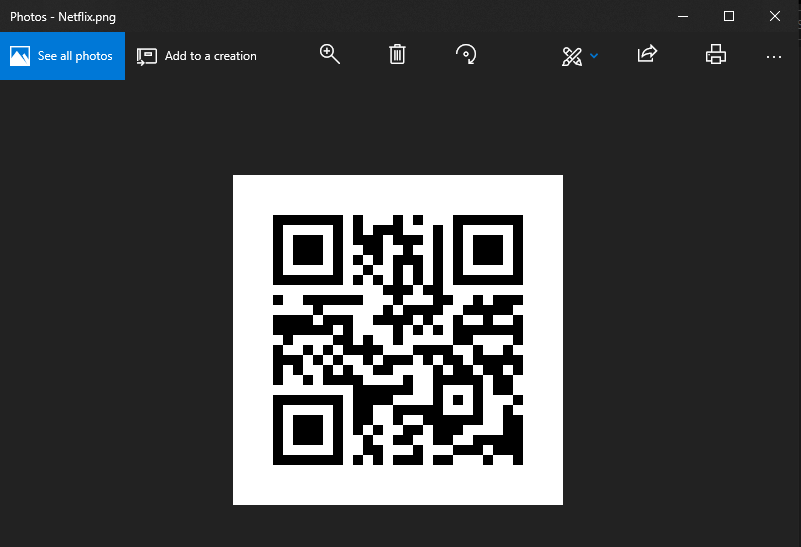 Photos - Netflix.png
See all photos
Add to a creation